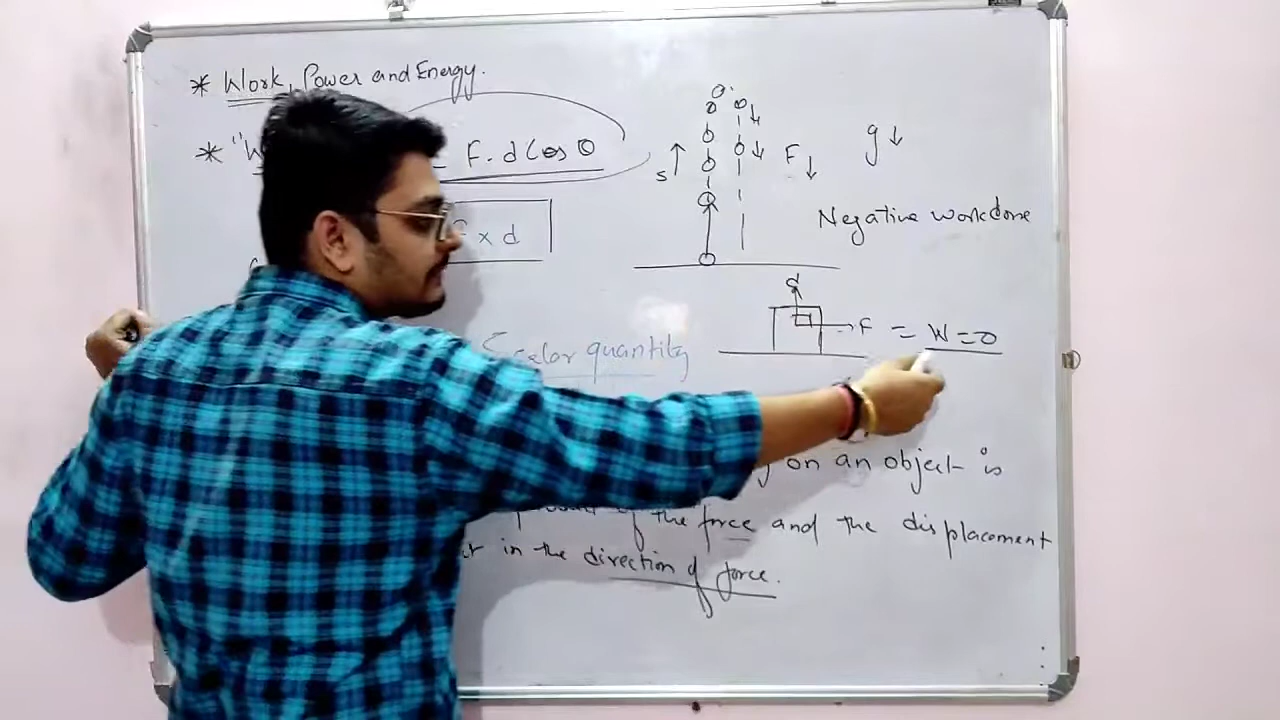 * Work, Power and Energy.
* "W = F. d Cos θ
F x d
s ↑
F ↓
g ↓
Negative workdone
Scalar quantity
d
F = W = 0
on an object is
of the force and the displacement
in the direction of force.